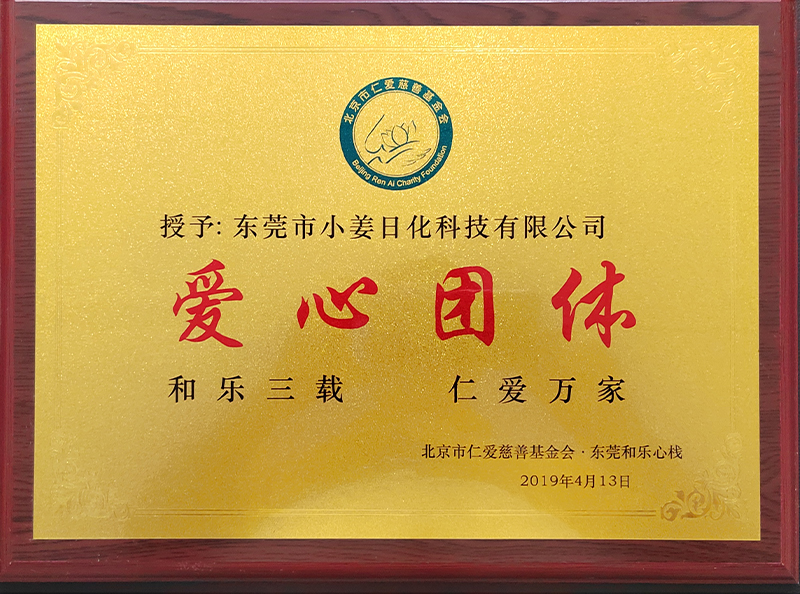 北京市仁爱慈善基金会
Beijing Ren Ai Charity Foundation
授予: 东莞市小姜日化科技有限公司
爱心团体
和乐三载 仁爱万家
北京市仁爱慈善基金会·东莞和乐心栈
2019年4月13日